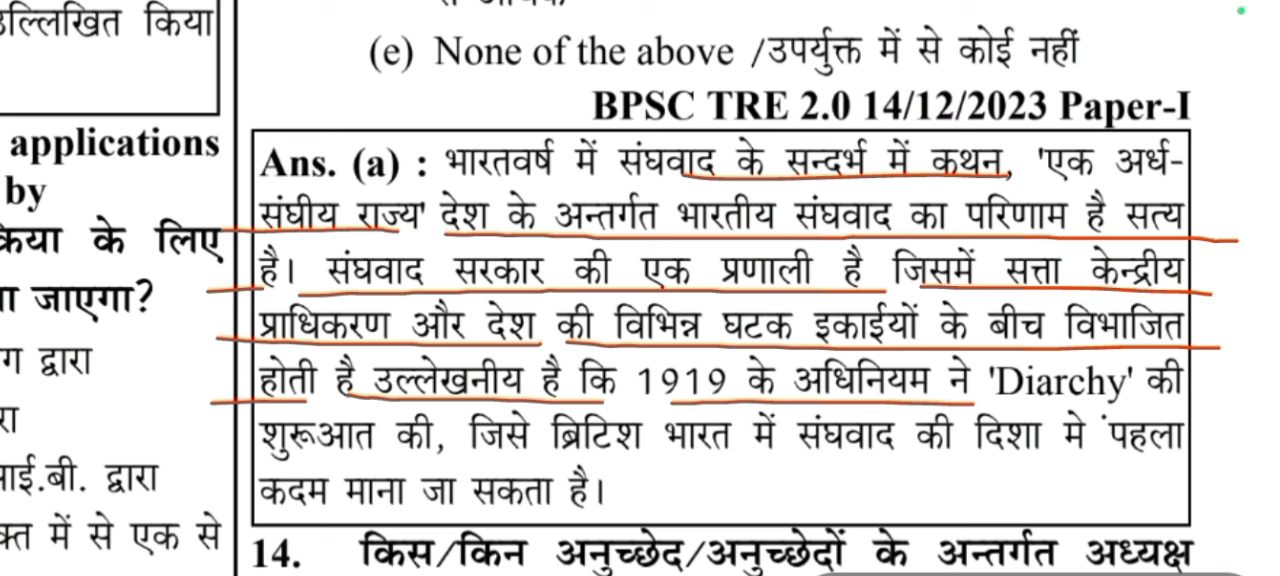 उल्लिखित किया
applications
by
क्रिया के लिए
जाएगा?
द्वारा
आई.बी. द्वारा
में से एक से
(e) None of the above /उपर्युक्त में से कोई नहीं
BPSC TRE 2.0 14/12/2023 Paper-I
Ans. (a) : भारतवर्ष में संघवाद के सन्दर्भ में कथन, 'एक अर्ध-
संघीय राज्य' देश के अन्तर्गत भारतीय संघवाद का परिणाम है सत्य
है। संघवाद सरकार की एक प्रणाली है जिसमें सत्ता केन्द्रीय
प्राधिकरण और देश की विभिन्न घटक इकाईयों के बीच विभाजित
होती है उल्लेखनीय है कि 1919 के अधिनियम ने 'Diarchy' की
शुरूआत की, जिसे ब्रिटिश भारत में संघवाद की दिशा मे पहला
कदम माना जा सकता है।
14. किस/किन अनुच्छेद/अनुच्छेदों के अन्तर्गत अध्यक्ष